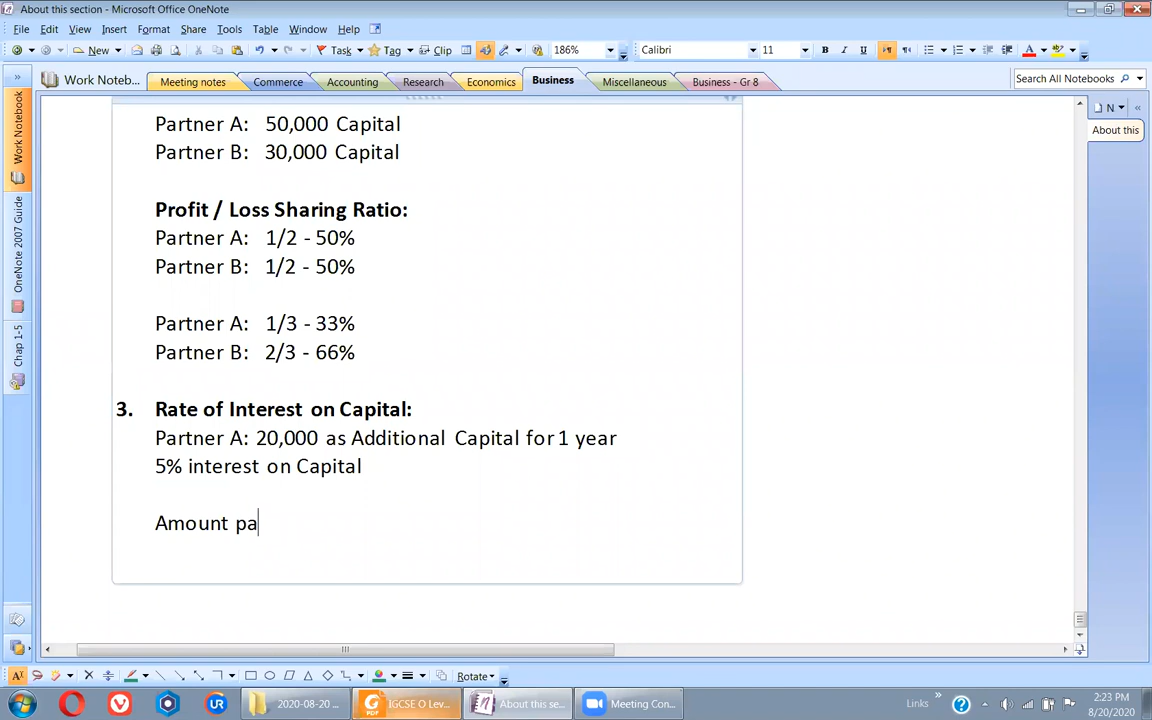 About this section - Microsoft Office OneNote
File Edit View Insert Format Share Tools Table Window Help
New Task Tag Clip 186% Calibri 11 B I U A
Work Noteb... Meeting notes Commerce Accounting Research Economics Business Miscellaneous Business - Gr 8 Search All Notebooks
N
About this
Work Notebook
OneNote 2007 Guide
Chap 1-5
Partner A: 50,000 Capital
Partner B: 30,000 Capital
Profit / Loss Sharing Ratio:
Partner A: 1/2 - 50%
Partner B: 1/2 - 50%
Partner A: 1/3 - 33%
Partner B: 2/3 - 66%
3. Rate of Interest on Capital:
Partner A: 20,000 as Additional Capital for 1 year
5% interest on Capital
Amount pa
Rotate
2020-08-20 ... IGCSE O Lev... About this se... Meeting Con... Links 2:23 PM
8/20/2020